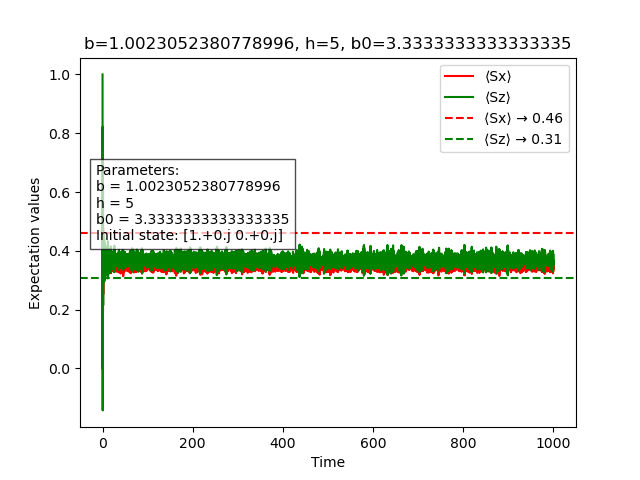 b=1.0023052380778996, h=5, b0=3.3333333333333335
⟨Sx⟩
⟨Sz⟩
⟨Sx⟩ → 0.46
⟨Sz⟩ → 0.31
Parameters:
b = 1.0023052380778996
h = 5
b0 = 3.3333333333333335
Initial state: [1.+0.j 0.+0.j]
Expectation values
1.0
0.8
0.6
0.4
0.2
0.0
0
200
400
600
800
1000
Time